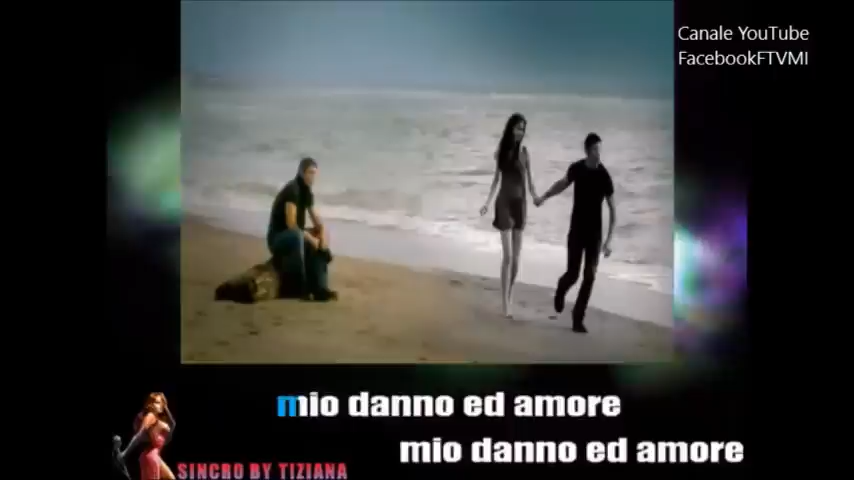 Canale YouTube
FacebookFTVMI
mio danno ed amore
mio danno ed amore
SINCRO BY TIZIANA